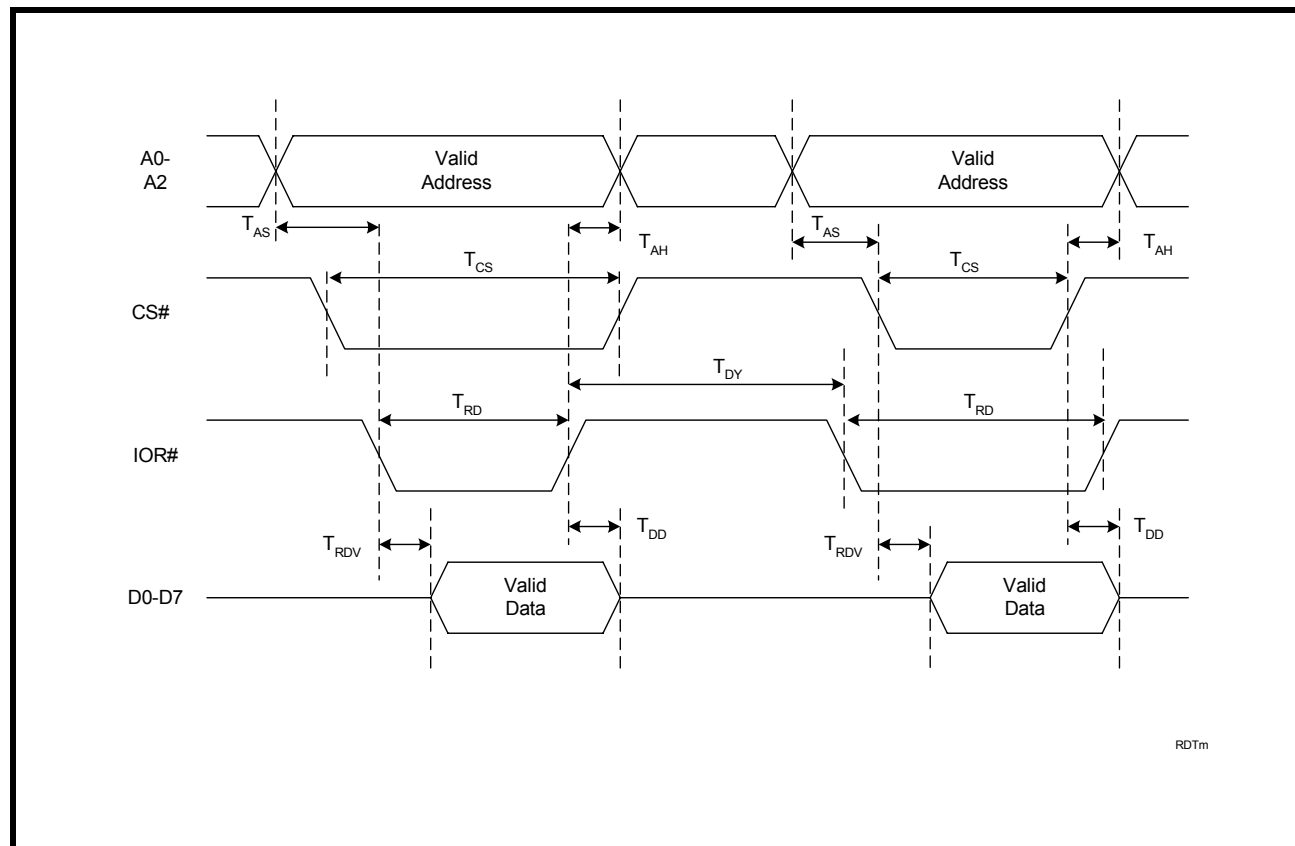 A0-
A2
Valid
Address
Valid
Address
TAS
TAH
TAS
TAH
TCS
TCS
CS#
TDY
TRD
TRD
IOR#
TRDV
TDD
TRDV
TDD
D0-D7
Valid
Data
Valid
Data
RDTm